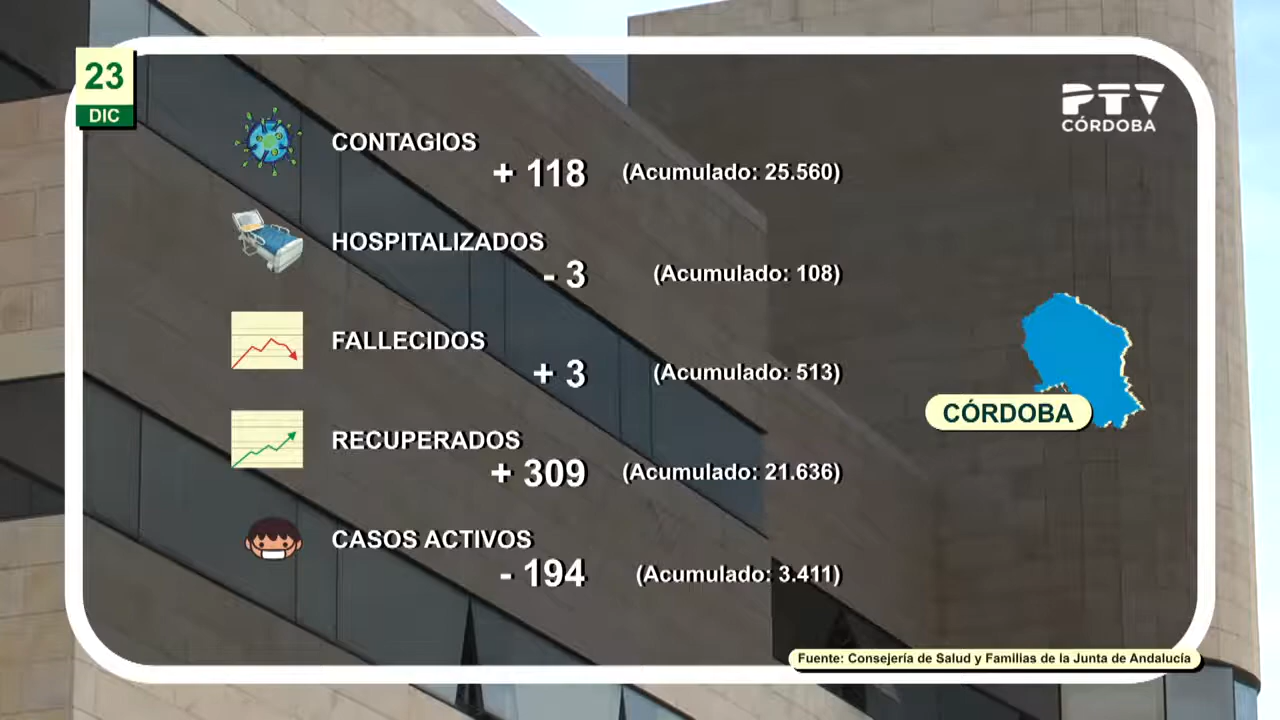 23
DIC
PTV
CÓRDOBA
CONTAGIOS
+ 118 (Acumulado: 25.560)
HOSPITALIZADOS
- 3 (Acumulado: 108)
FALLECIDOS
+ 3 (Acumulado: 513)
RECUPERADOS
+ 309 (Acumulado: 21.636)
CASOS ACTIVOS
- 194 (Acumulado: 3.411)
CÓRDOBA
Fuente: Consejería de Salud y Familias de la Junta de Andalucía